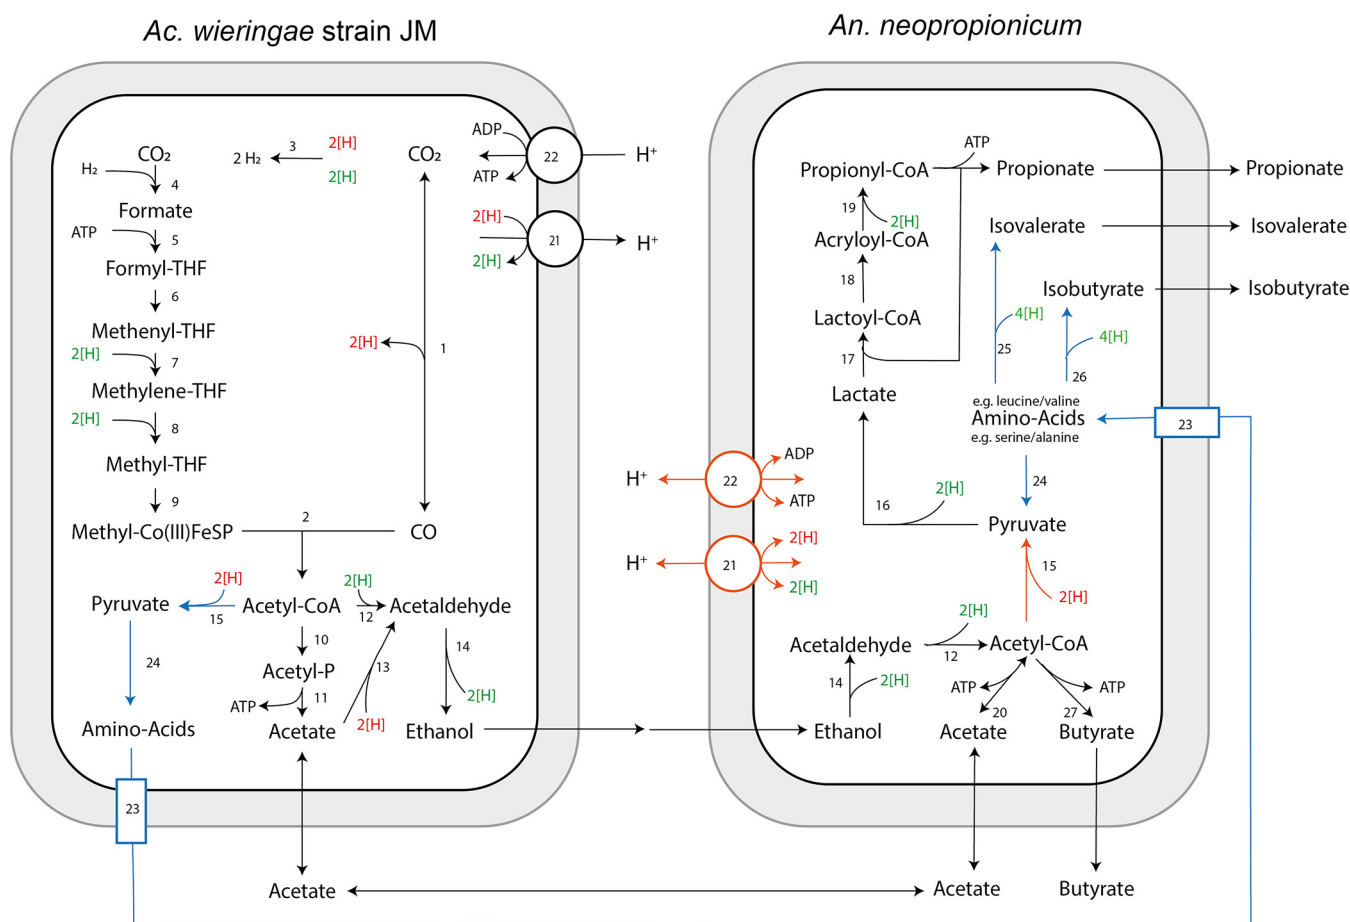 Ac. wieringae strain JM
An. neopropionicum
CO₂
H₂
4
Formate
ATP
5
Formyl-THF
6
Methenyl-THF
2[H]
7
Methylene-THF
2[H]
8
Methyl-THF
9
Methyl-Co(III)FeSP
2
CO
2 H₂
3
2[H]
2[H]
CO₂
2[H]
1
ADP
22
H⁺
ATP
2[H]
21
H⁺
2[H]
Pyruvate
2[H]
15
Acetyl-CoA
2[H]
12
Acetaldehyde
24
Amino-Acids
23
10
Acetyl-P
ATP
11
Acetate
13
2[H]
14
2[H]
Ethanol
Acetate
Propionyl-CoA
ATP
Propionate
Propionate
19
2[H]
Acryloyl-CoA
18
Lactoyl-CoA
17
Lactate
Isovalerate
Isovalerate
Isobutyrate
Isobutyrate
4[H]
25
4[H]
26
e.g. leucine/valine
Amino-Acids
e.g. serine/alanine
23
24
16
2[H]
Pyruvate
H⁺
22
ADP
ATP
H⁺
21
2[H]
2[H]
15
2[H]
Acetaldehyde
2[H]
12
Acetyl-CoA
14
2[H]
Ethanol
ATP
20
Acetate
ATP
27
Butyrate
Acetate
Butyrate